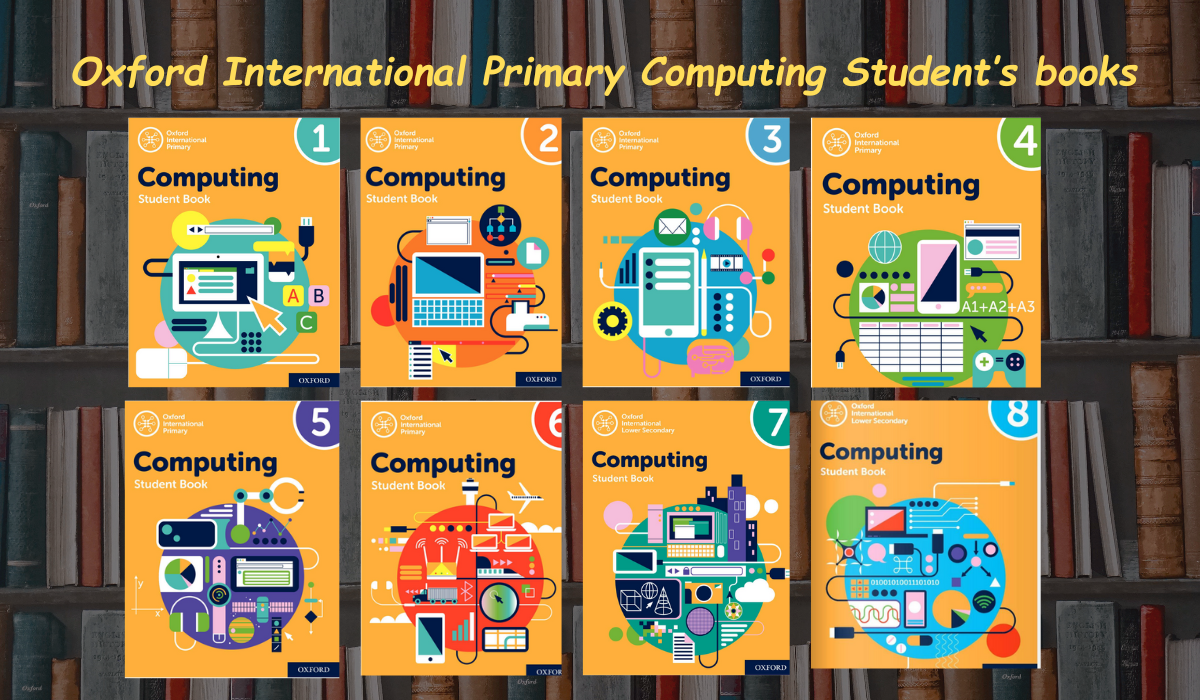 Oxford International Primary Computing Student's books
Oxford
International
Primary
1
Computing
Student Book
A
B
C
OXFORD
Oxford
International
Primary
2
Computing
Student Book
OXFORD
Oxford
International
Primary
3
Computing
Student Book
OXFORD
Oxford
International
Primary
4
Computing
Student Book
A1+A2+A3
Oxford
International
Primary
5
Computing
Student Book
y
x
OXFORD
Oxford
International
Primary
6
Computing
Student Book
OXFOR
Oxford
International
Lower Secondary
7
Computing
Student Book
OXFORD
Oxford
International
Lower Secondary
8
Computing
Student Book
01001010011101010